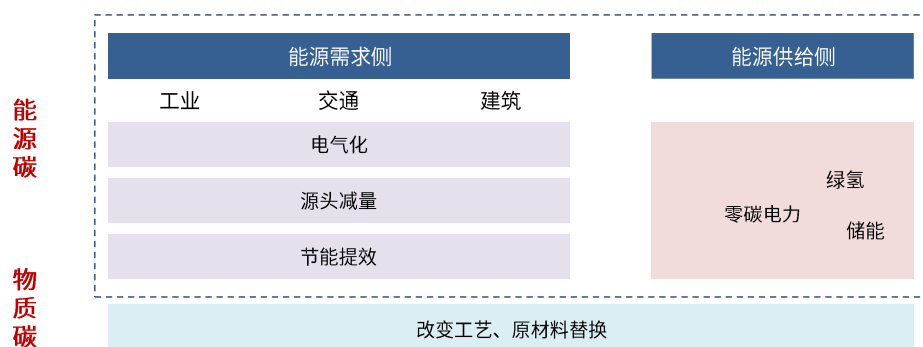 能源需求侧
能源供给侧
工业
交通
建筑
能源碳
电气化
源头减量
节能提效
绿氢
零碳电力
储能
物质碳
改变工艺、原材料替换